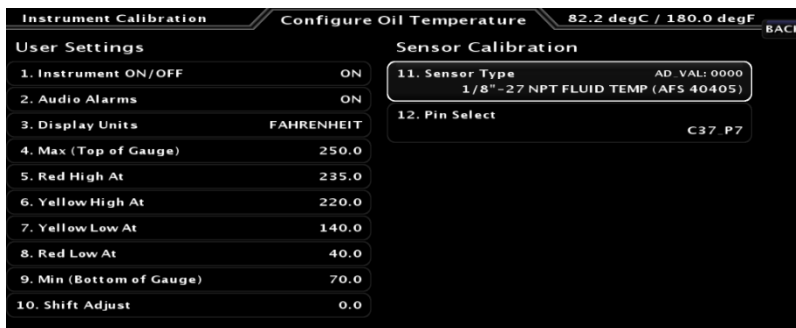 Instrument Calibration
Configure Oil Temperature
82.2 degC / 180.0 degF
BACK
User Settings
1. Instrument ON/OFF ON
2. Audio Alarms ON
3. Display Units FAHRENHEIT
4. Max (Top of Gauge) 250.0
5. Red High At 235.0
6. Yellow High At 220.0
7. Yellow Low At 140.0
8. Red Low At 40.0
9. Min (Bottom of Gauge) 70.0
10. Shift Adjust 0.0
Sensor Calibration
11. Sensor Type AD_VAL: 0000
1/8"-27 NPT FLUID TEMP (AFS 40405)
12. Pin Select
C37_P7